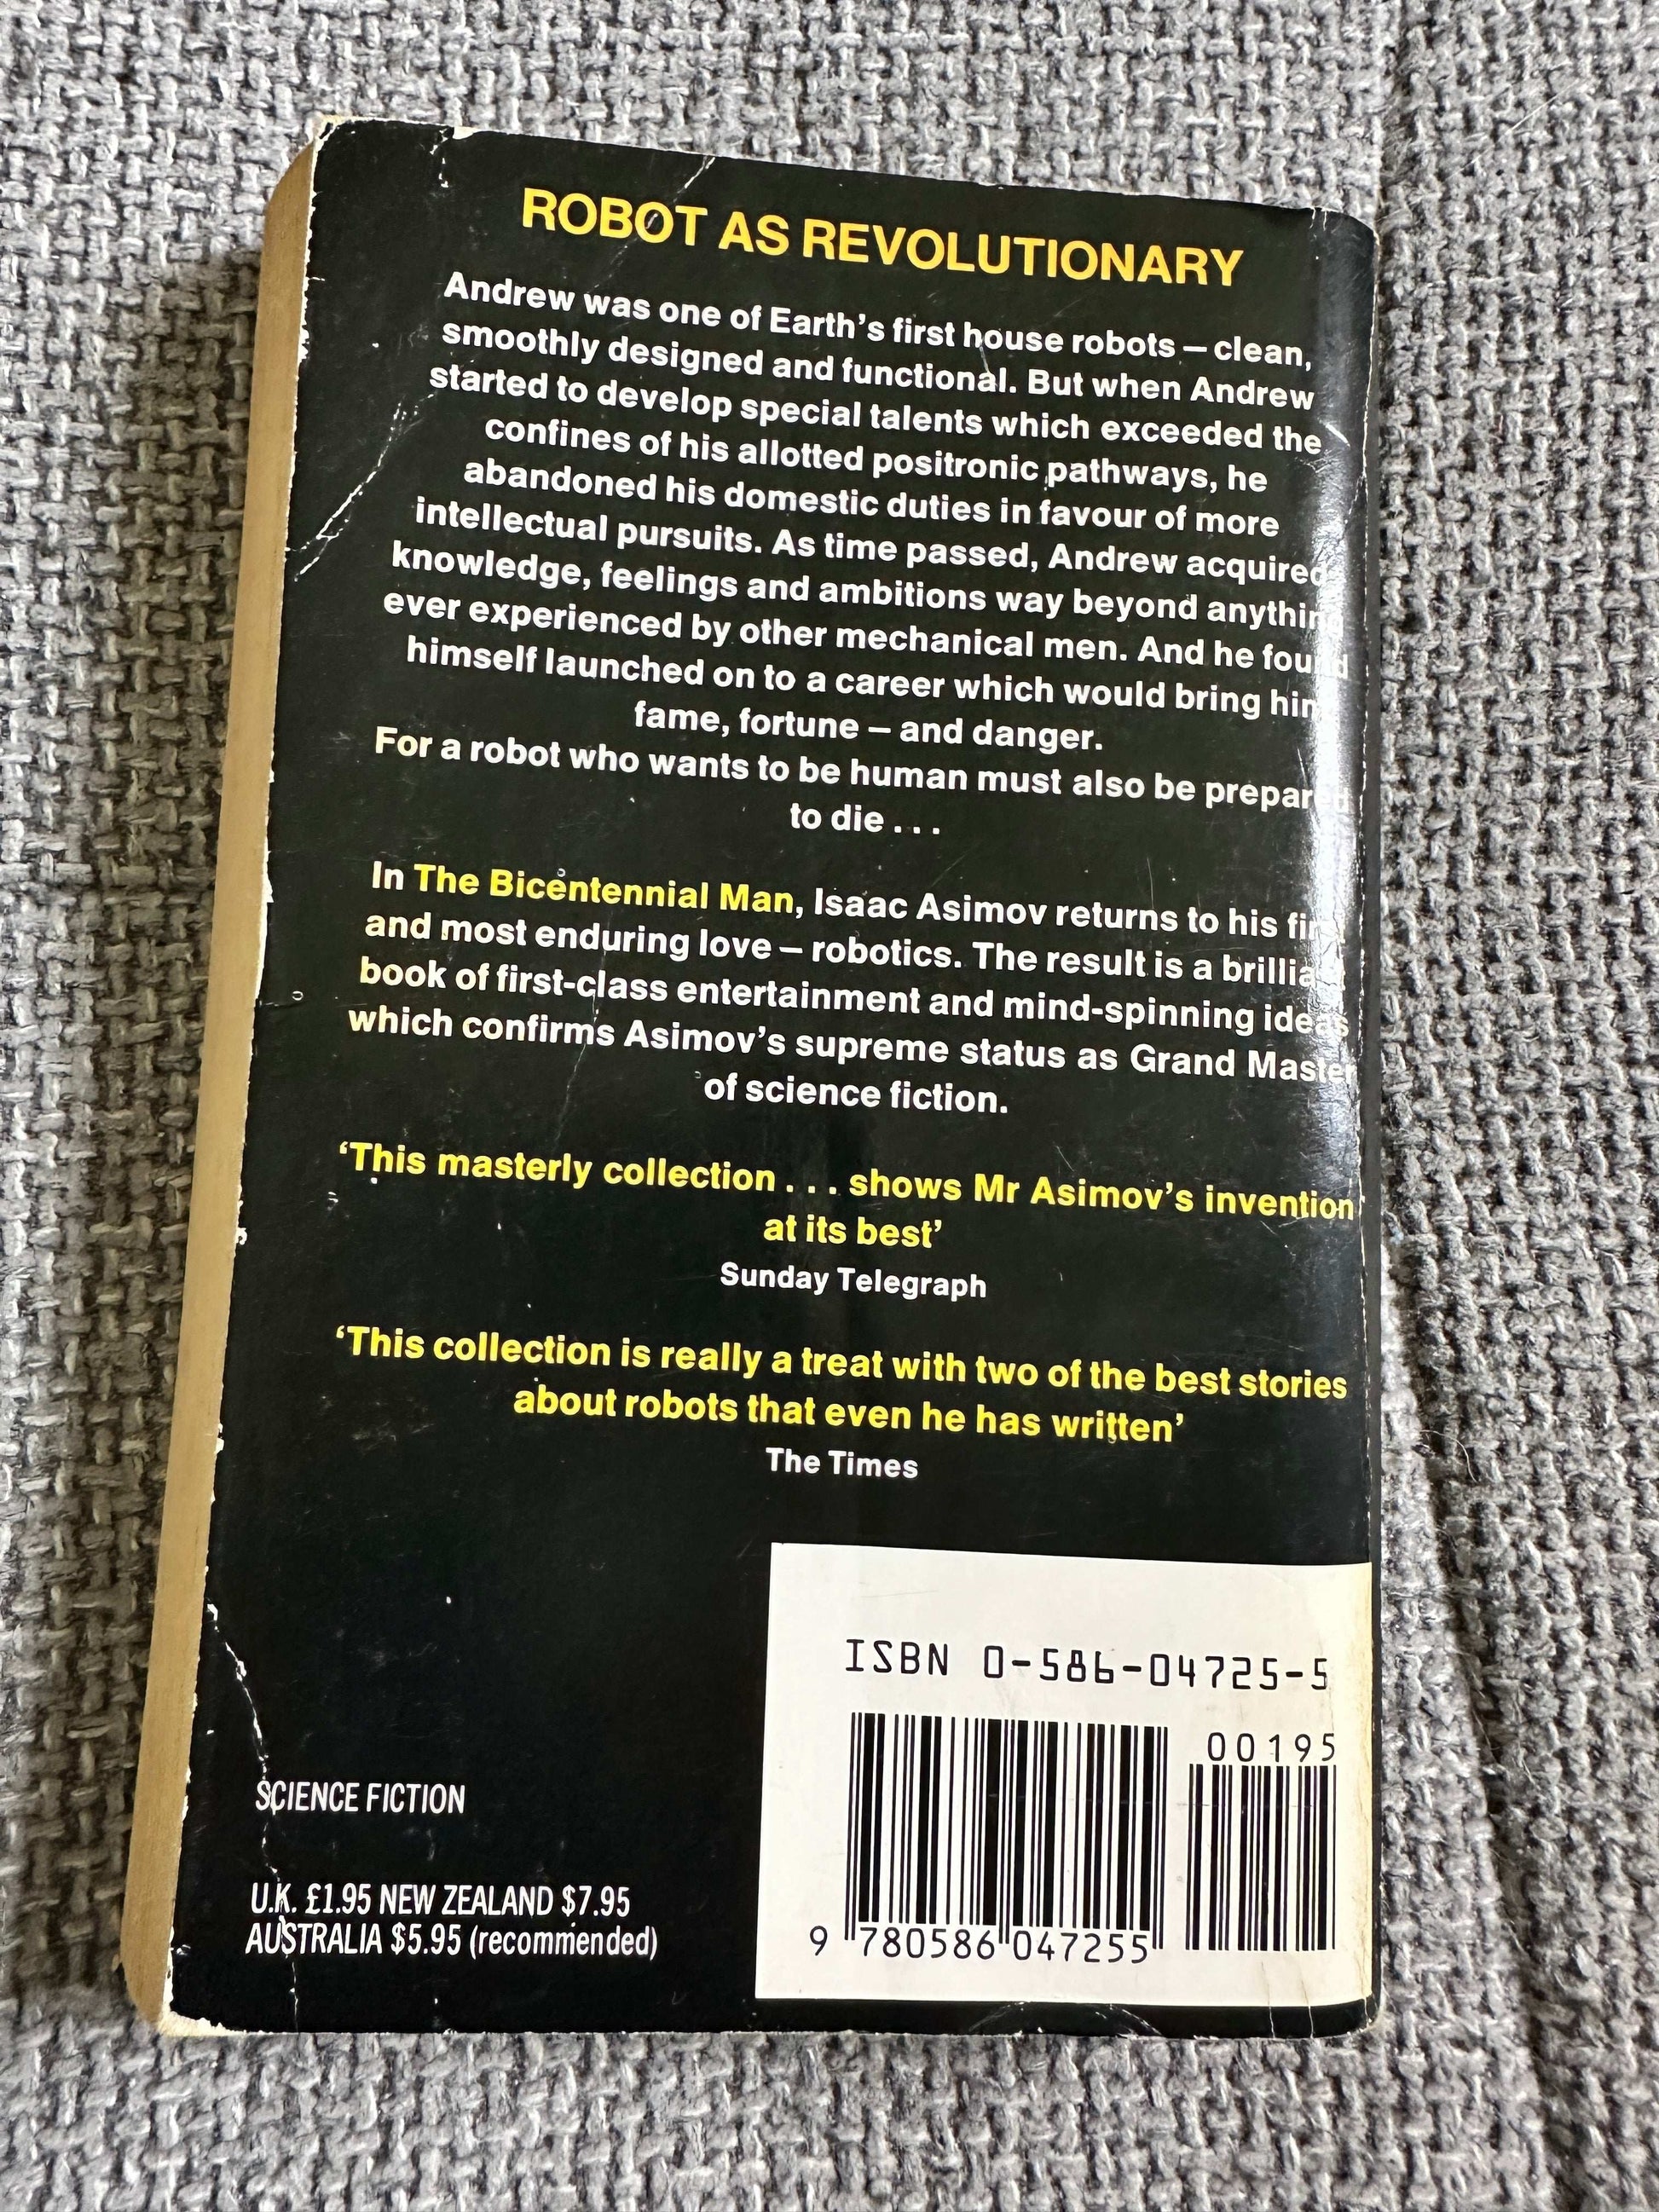 ROBOT AS REVOLUTIONARY
Andrew was one of Earth's first house robots – clean,
smoothly designed and functional. But when Andrew
started to develop special talents which exceeded the
confines of his allotted positronic pathways, he
abandoned his domestic duties in favour of more
intellectual pursuits. As time passed, Andrew acquired
knowledge, feelings and ambitions way beyond anything
ever experienced by other mechanical men. And he found
himself launched on to a career which would bring him
fame, fortune – and danger.
For a robot who wants to be human must also be prepared
to die . . .
In The Bicentennial Man, Isaac Asimov returns to his first
and most enduring love – robotics. The result is a brilliant
book of first-class entertainment and mind-spinning ideas
which confirms Asimov's supreme status as Grand Master
of science fiction.
‘This masterly collection . . . shows Mr Asimov's invention
at its best’
Sunday Telegraph
‘This collection is really a treat with two of the best stories
about robots that even he has written’
The Times
ISBN 0-586-04725-5
00195
9 780586 047255
SCIENCE FICTION
U.K. £1.95 NEW ZEALAND $7.95
AUSTRALIA $5.95 (recommended)